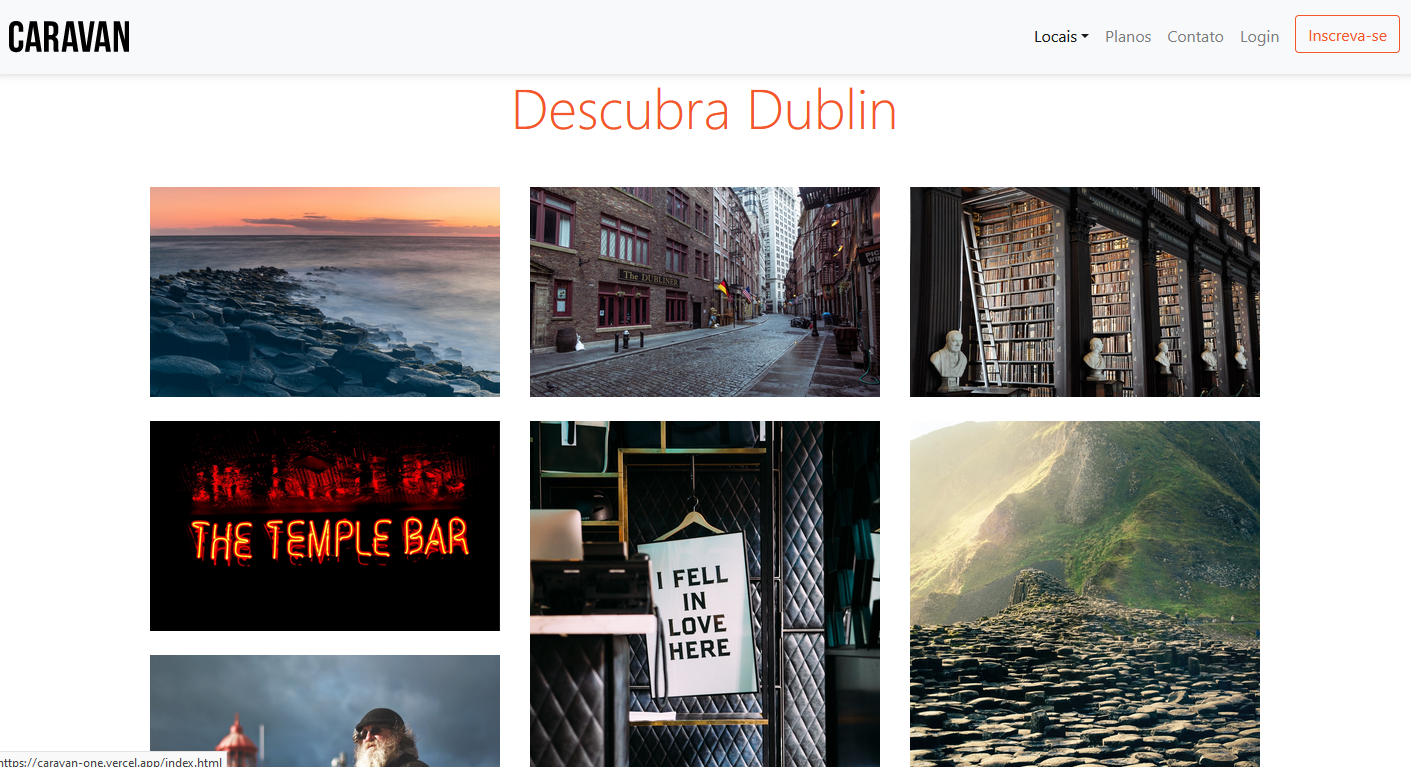 CARAVAN
Locais
Planos
Contato
Login
Inscreva-se
Descubra Dublin
The DUBLINER
THE TEMPLE BAR
I FELL
IN
LOVE
HERE
https://caravan-one.vercel.app/index.html